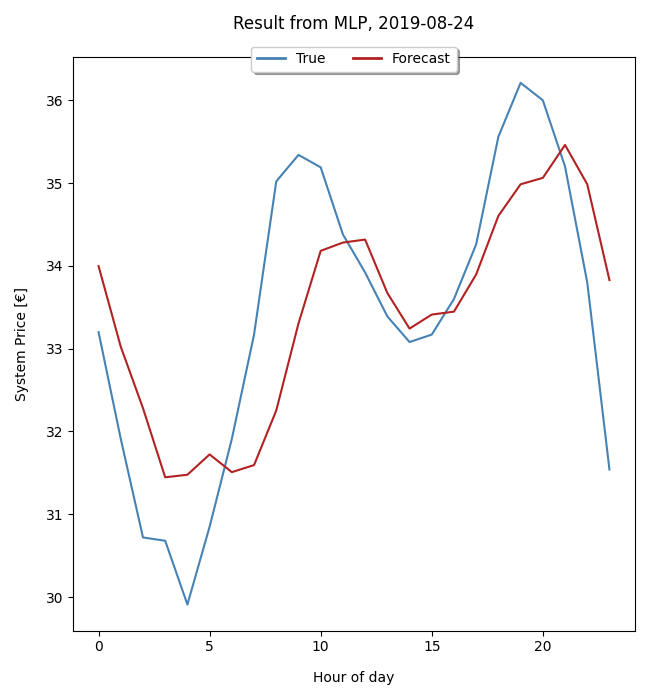 Result from MLP, 2019-08-24
True Forecast
36
35
34
33
32
31
30
System Price [€]
0 5 10 15 20
Hour of day